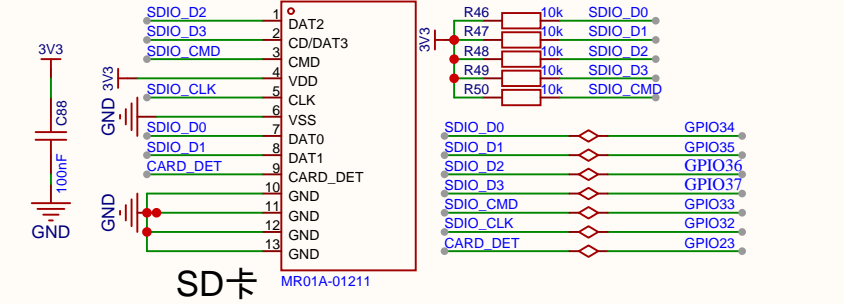 3V3
C88
100nF
GND
SDIO_D2
1
DAT2
SDIO_D3
2
CD/DAT3
SDIO_CMD
3
CMD
3V3
4
VDD
SDIO_CLK
5
CLK
GND
6
VSS
SDIO_D0
7
DAT0
SDIO_D1
8
DAT1
CARD_DET
9
CARD_DET
10
GND
GND
11
GND
12
GND
13
GND
SD卡
MR01A-01211
3V3
R46
10k
SDIO_D0
R47
10k
SDIO_D1
R48
10k
SDIO_D2
R49
10k
SDIO_D3
R50
10k
SDIO_CMD
SDIO_D0
GPIO34
SDIO_D1
GPIO35
SDIO_D2
GPIO36
SDIO_D3
GPIO37
SDIO_CMD
GPIO33
SDIO_CLK
GPIO32
CARD_DET
GPIO23